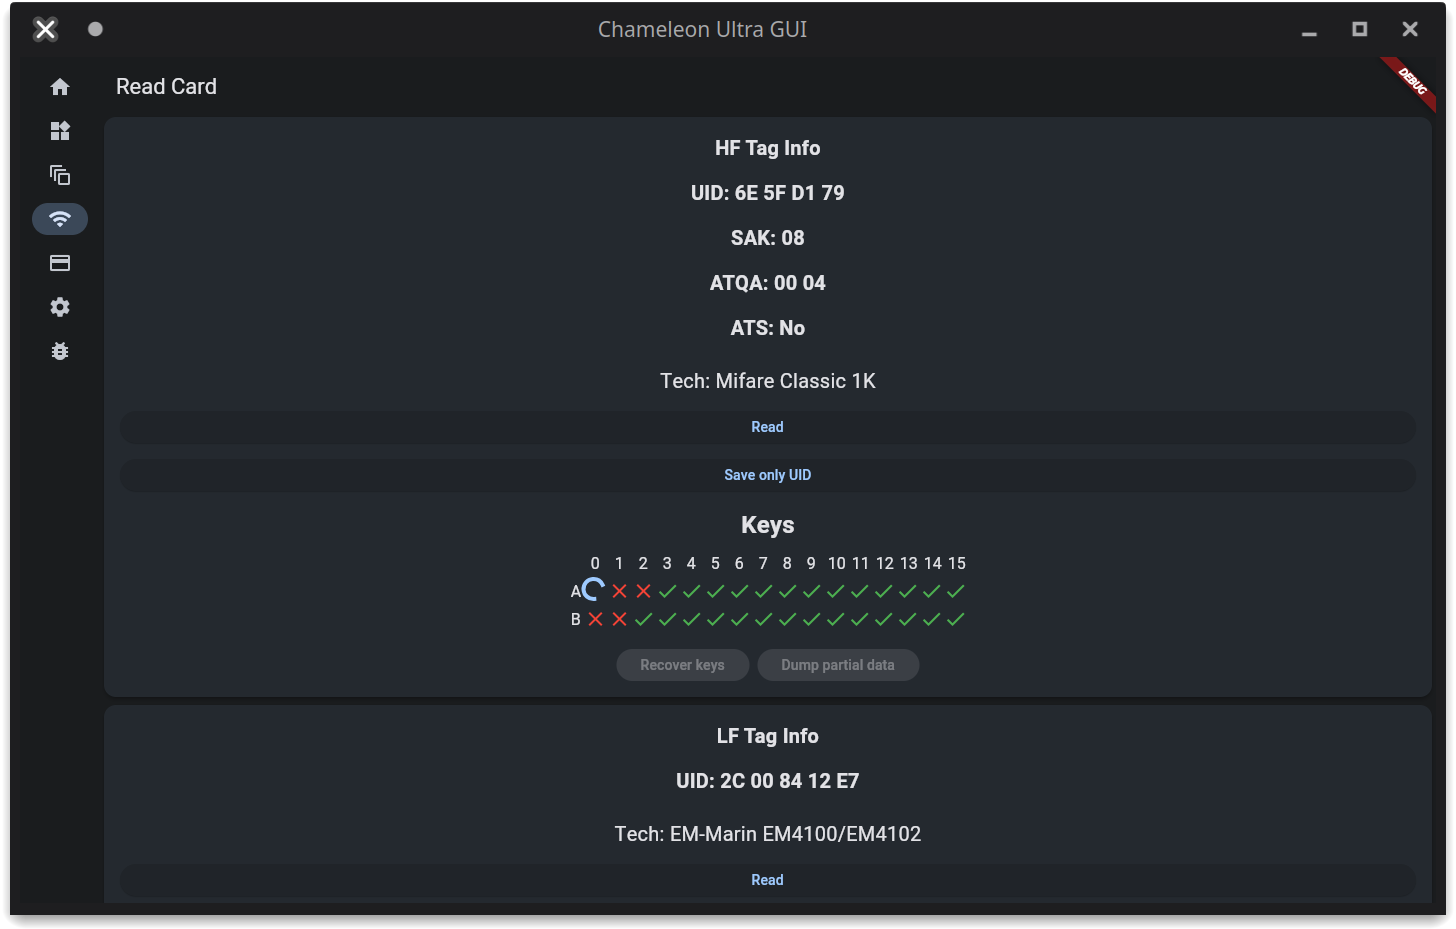 Chameleon Ultra GUI
DEBUG
Read Card
HF Tag Info
UID: 6E 5F D1 79
SAK: 08
ATQA: 00 04
ATS: No
Tech: Mifare Classic 1K
Read
Save only UID
Keys
0 1 2 3 4 5 6 7 8 9 10 11 12 13 14 15
A
B
Recover keys Dump partial data
LF Tag Info
UID: 2C 00 84 12 E7
Tech: EM-Marin EM4100/EM4102
Read